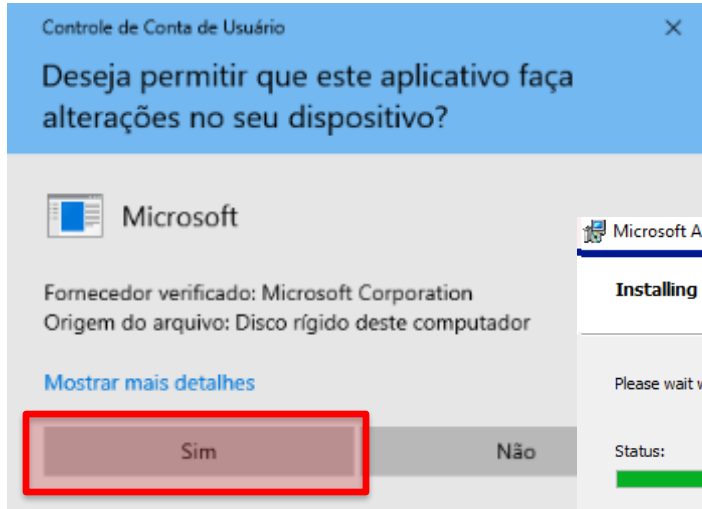 Controle de Conta de Usuário
Deseja permitir que este aplicativo faça
alterações no seu dispositivo?
Microsoft
Fornecedor verificado: Microsoft Corporation
Origem do arquivo: Disco rígido deste computador
Mostrar mais detalhes
Sim
Não
Microsoft A
Installing
Please wait w
Status: